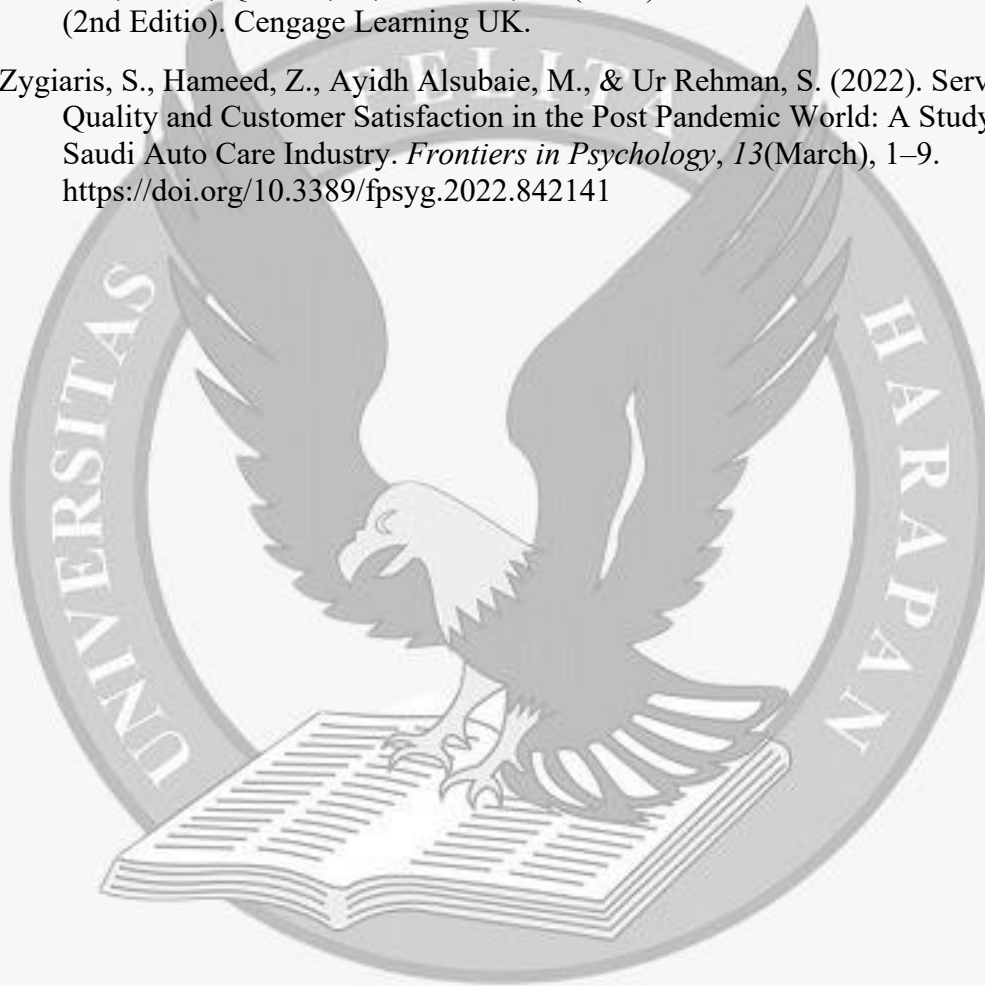 (2nd Editio). Cengage Learning UK.
Zygiaris, S., Hameed, Z., Ayidh Alsubaie, M., & Ur Rehman, S. (2022). Serv
Quality and Customer Satisfaction in the Post Pandemic World: A Study
Saudi Auto Care Industry. Frontiers in Psychology, 13(March), 1–9.
https://doi.org/10.3389/fpsyg.2022.842141
UNIVERSITAS
PELITA
HARAPAN